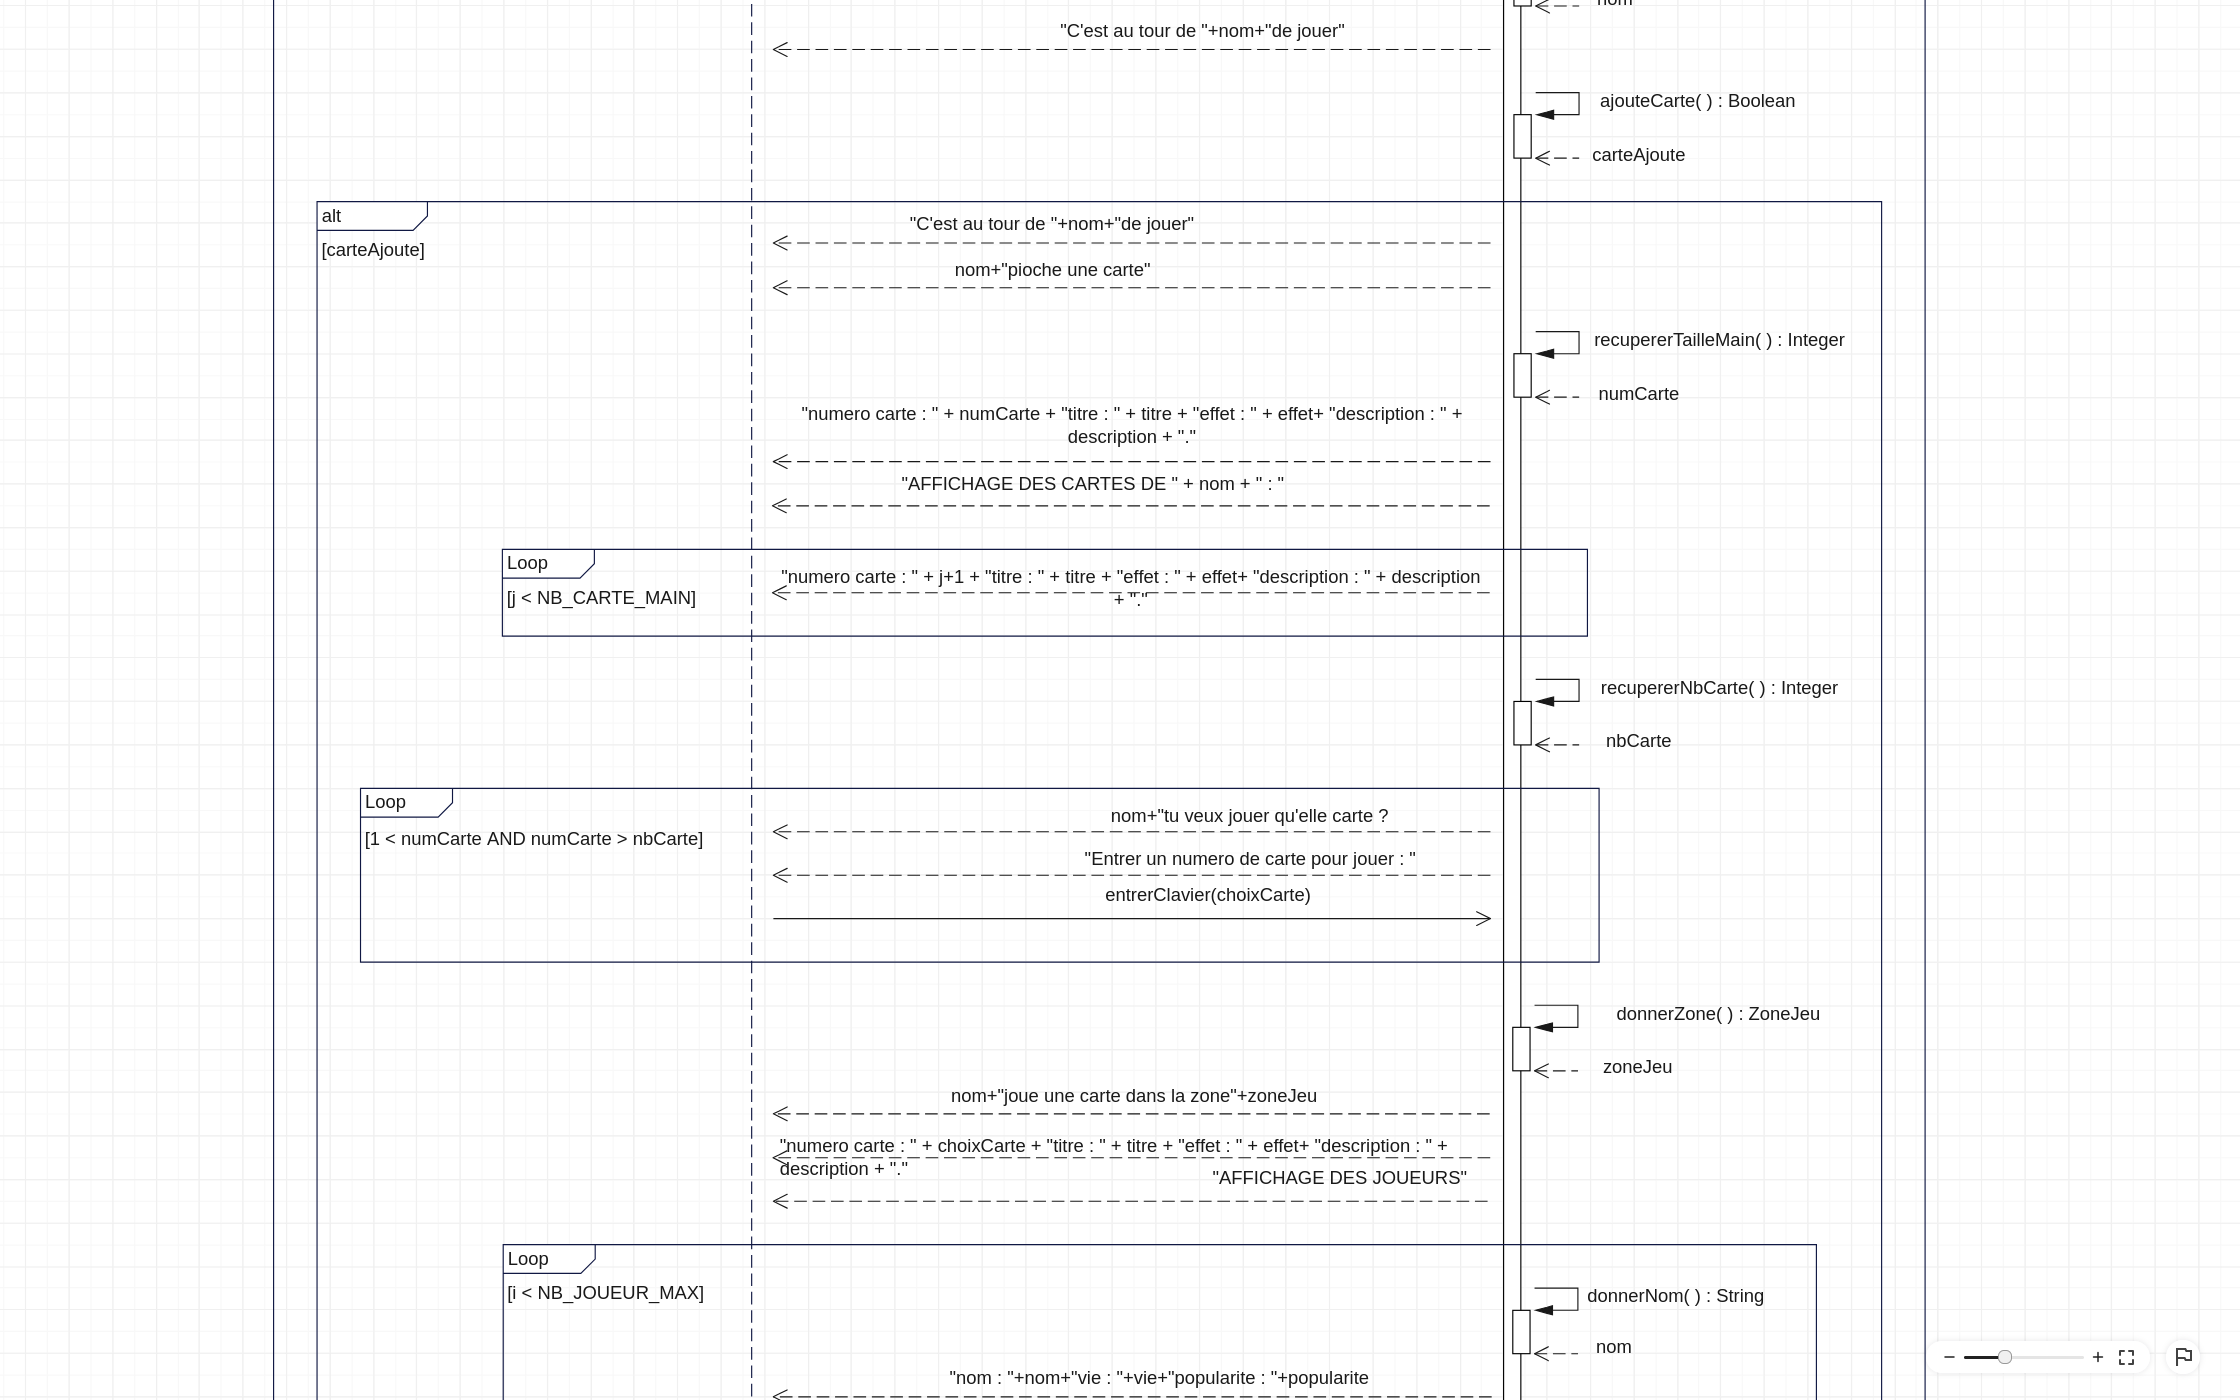 nom
"C'est au tour de "+nom+"de jouer"
ajouteCarte( ) : Boolean
carteAjoute
alt
"C'est au tour de "+nom+"de jouer"
[carteAjoute]
nom+"pioche une carte"
recupererTailleMain( ) : Integer
numCarte
"numero carte : " + numCarte + "titre : " + titre + "effet : " + effet+ "description : " +
description + "."
"AFFICHAGE DES CARTES DE " + nom + " : "
Loop
"numero carte : " + j+1 + "titre : " + titre + "effet : " + effet+ "description : " + description
+ "."
[j < NB_CARTE_MAIN]
recupererNbCarte( ) : Integer
nbCarte
Loop
nom+"tu veux jouer qu'elle carte ?
[1 < numCarte AND numCarte > nbCarte]
"Entrer un numero de carte pour jouer : "
entrerClavier(choixCarte)
donnerZone( ) : ZoneJeu
zoneJeu
nom+"joue une carte dans la zone"+zoneJeu
"numero carte : " + choixCarte + "titre : " + titre + "effet : " + effet+ "description : " +
description + "."
"AFFICHAGE DES JOUEURS"
Loop
[i < NB_JOUEUR_MAX]
donnerNom( ) : String
nom
"nom : "+nom+"vie : "+vie+"popularite : "+popularite